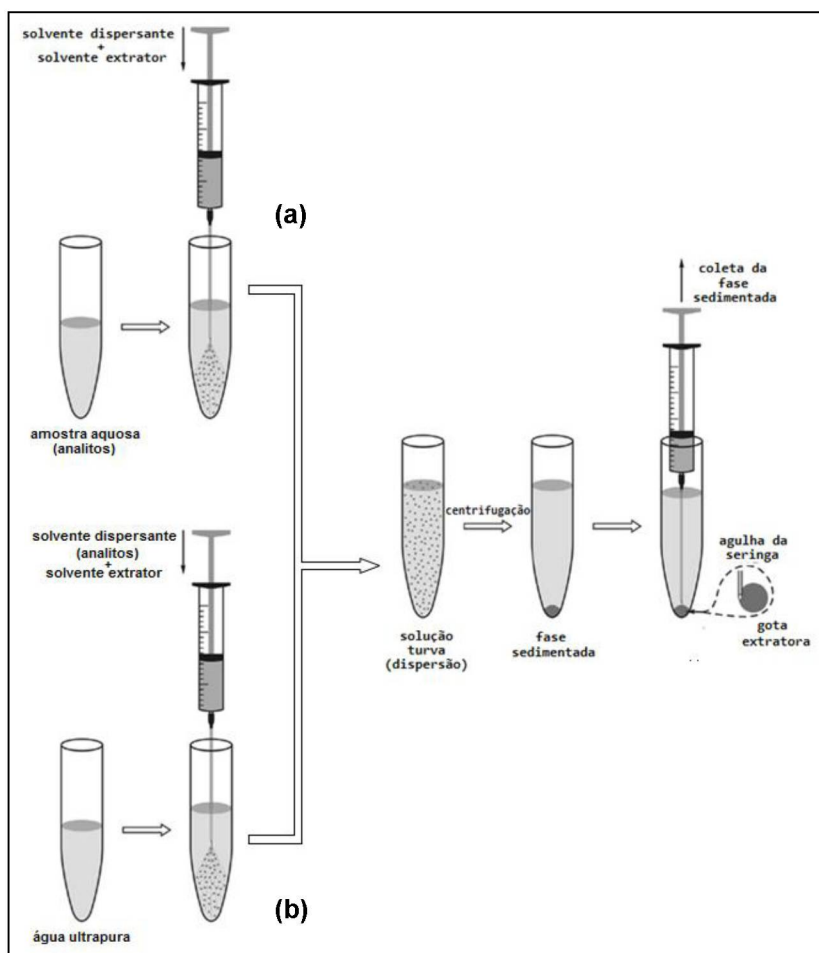 solvente dispersante
+
solvente extrator
(a)
amostra aquosa
(analitos)
solvente dispersante
(analitos)
+
solvente extrator
água ultrapura
(b)
solução
turva
(dispersão)
centrifugação
fase
sedimentada
coleta da
fase
sedimentada
agulha da
seringa
gota
extratora